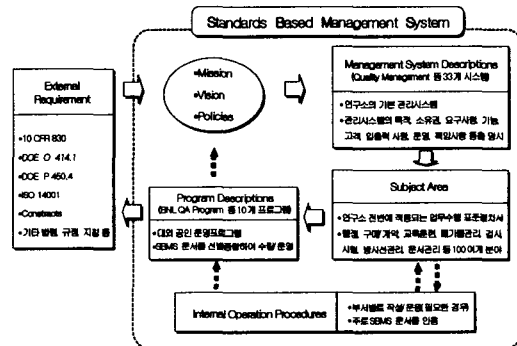 Standards Based Management System
External
Requirement
•10 CFR 830
•DOE O 414.1
•DOE P 450.4
•ISO 14001
•Constracts
•기타 법령, 규정, 지침 등
•Mission
•Vision
•Policies
Management System Descriptions
(Quality Management 등 33개 시스템)
•연구소의 기본 관리시스템
•관리시스템의 목적, 소유권, 요구사항, 기능,
고객, 입출력 사항, 운영, 책임사항 등을 명시
Subject Area
•연구소 전반에 적용되는 업무수행 표준절차서
•행정, 구매/계약, 교육훈련, 폐기물관리, 검사,
시험, 방사선관리, 문서관리 등 100여개 분야
Program Descriptions
(BNL QA Program 등 10개 프로그램)
•대외 공인 운영프로그램
•SBMS 문서를 선별종합하여 수립/운영
Internal Operation Procedures
•부서별로 작성/운영(필요한 경우)
•주로 SBMS 문서를 인용